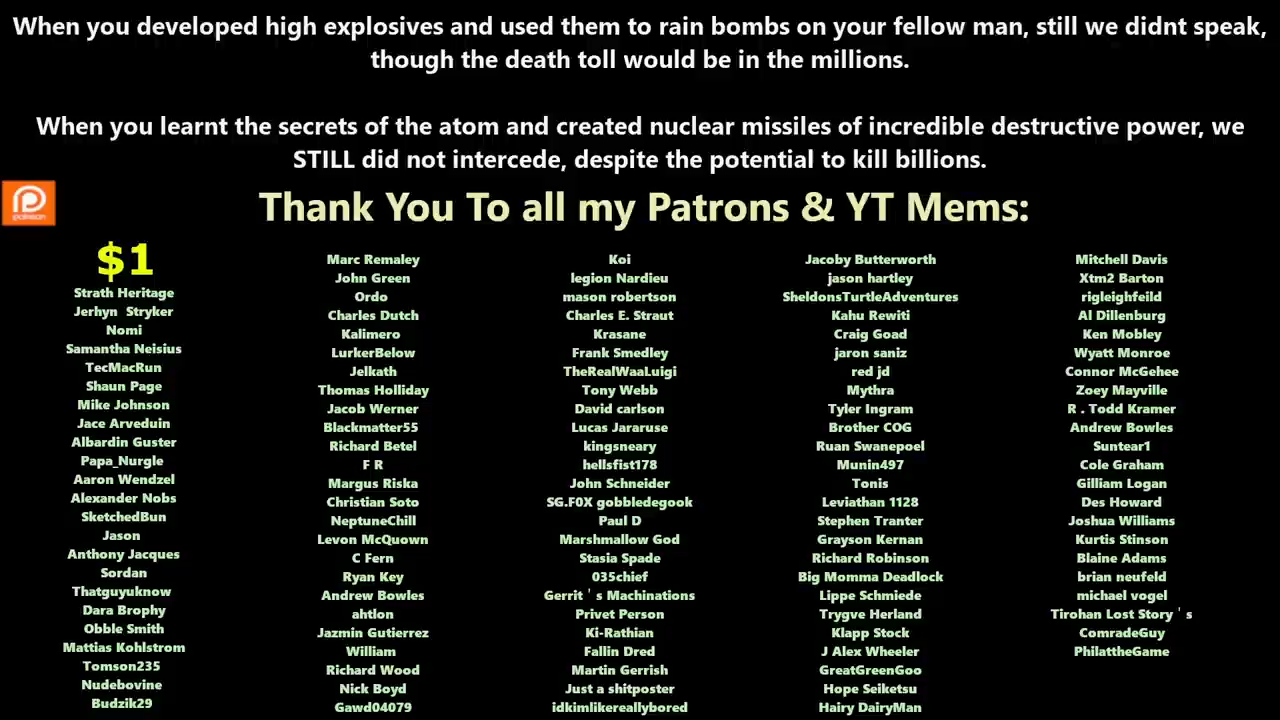 When you developed high explosives and used them to rain bombs on your fellow man, still we didnt speak,
though the death toll would be in the millions.
When you learnt the secrets of the atom and created nuclear missiles of incredible destructive power, we
STILL did not intercede, despite the potential to kill billions.
patreon
Thank You To all my Patrons & YT Mems:
$1
Strath Heritage
Jerhyn Stryker
Nomi
Samantha Neisius
TecMacRun
Shaun Page
Mike Johnson
Jace Arveduin
Albardin Guster
Papa_Nurgle
Aaron Wendzel
Alexander Nobs
SketchedBun
Jason
Anthony Jacques
Sordan
Thatguyuknow
Dara Brophy
Obble Smith
Mattias Kohlstrom
Tomson235
Nudebovine
Budzik29
Marc Remaley
John Green
Ordo
Charles Dutch
Kalimero
LurkerBelow
Jelkath
Thomas Holliday
Jacob Werner
Blackmatter55
Richard Betel
F R
Margus Riska
Christian Soto
NeptuneChill
Levon McQuown
C Fern
Ryan Key
Andrew Bowles
ahtlon
Jazmin Gutierrez
William
Richard Wood
Nick Boyd
Gawd04079
Koi
legion Nardieu
mason robertson
Charles E. Straut
Krasane
Frank Smedley
TheRealWaaLuigi
Tony Webb
David carlson
Lucas Jararuse
kingsneary
hellsfist178
John Schneider
SG.F0X gobbledegook
Paul D
Marshmallow God
Stasia Spade
035chief
Gerrit ' s Machinations
Privet Person
Ki-Rathian
Fallin Dred
Martin Gerrish
Just a shitposter
idkimlikereallybored
Jacoby Butterworth
jason hartley
SheldonsTurtleAdventures
Kahu Rewiti
Craig Goad
jaron saniz
red jd
Mythra
Tyler Ingram
Brother COG
Ruan Swanepoel
Munin497
Tonis
Leviathan 1128
Stephen Tranter
Grayson Kernan
Richard Robinson
Big Momma Deadlock
Lippe Schmiede
Trygve Herland
Klapp Stock
J Alex Wheeler
GreatGreenGoo
Hope Seiketsu
Hairy DairyMan
Mitchell Davis
Xtm2 Barton
rigleighfeild
Al Dillenburg
Ken Mobley
Wyatt Monroe
Connor McGehee
Zoey Mayville
R . Todd Kramer
Andrew Bowles
Suntear1
Cole Graham
Gilliam Logan
Des Howard
Joshua Williams
Kurtis Stinson
Blaine Adams
brian neufeld
michael vogel
Tirohan Lost Story ' s
ComradeGuy
PhilattheGame